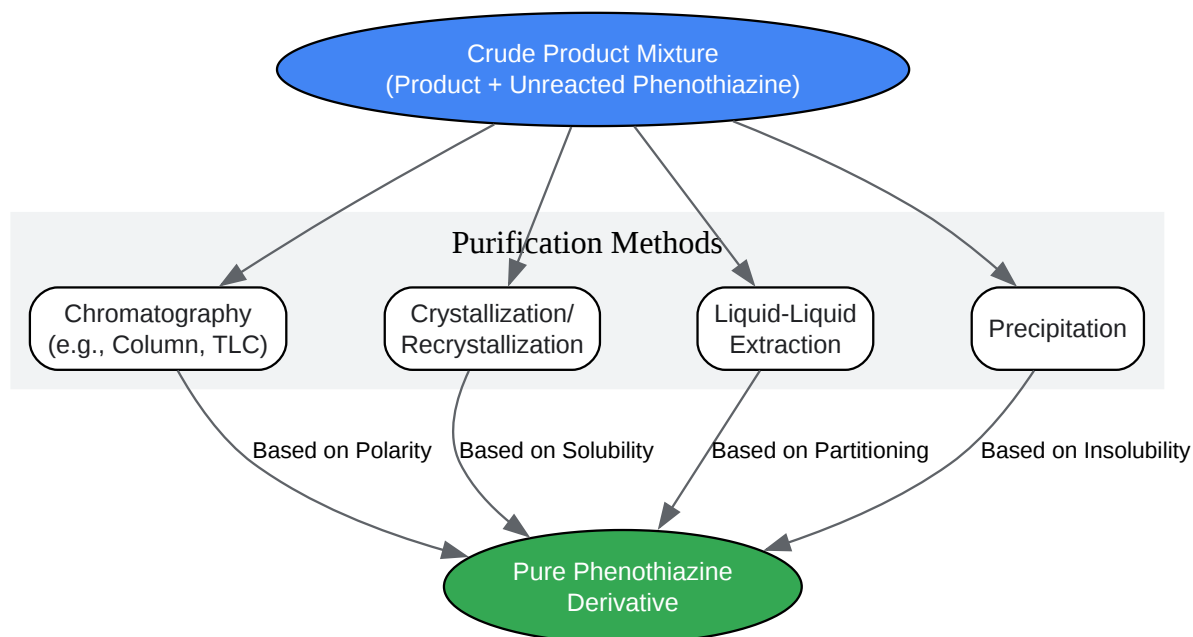 Crude Product Mixture
(Product + Unreacted Phenothiazine)
Purification Methods
Chromatography
(e.g., Column, TLC)
Crystallization/
Recrystallization
Liquid-Liquid
Extraction
Precipitation
Based on Polarity
Based on Solubility
Based on Partitioning
Based on Insolubility
Pure Phenothiazine
Derivative